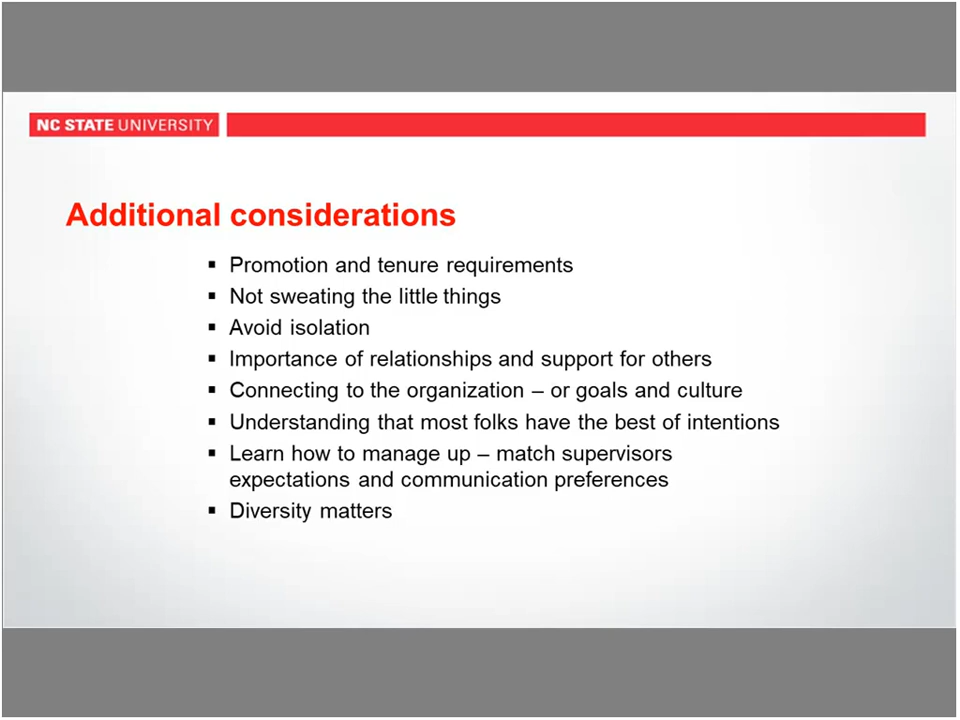 NC STATE UNIVERSITY
Additional considerations
▪ Promotion and tenure requirements
▪ Not sweating the little things
▪ Avoid isolation
▪ Importance of relationships and support for others
▪ Connecting to the organization – or goals and culture
▪ Understanding that most folks have the best of intentions
▪ Learn how to manage up – match supervisors
expectations and communication preferences
▪ Diversity matters